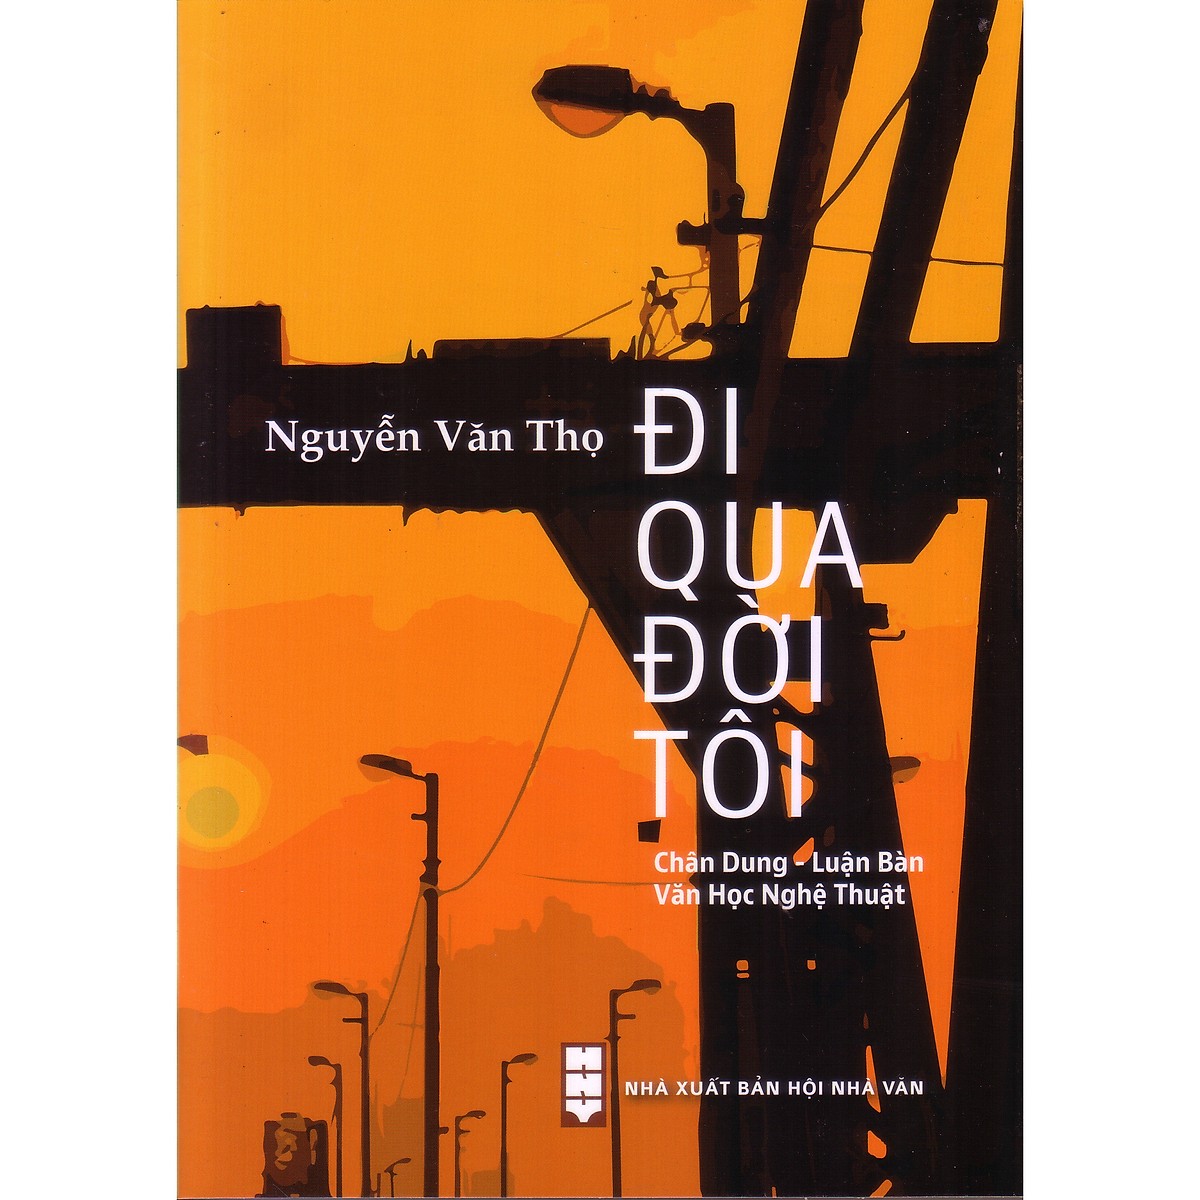 Nguyễn Văn Thọ
ĐI
QUA
ĐỜI
TÔI
Chân Dung - Luận Bàn
Văn Học Nghệ Thuật
NHÀ XUẤT BẢN HỘI NHÀ VĂN